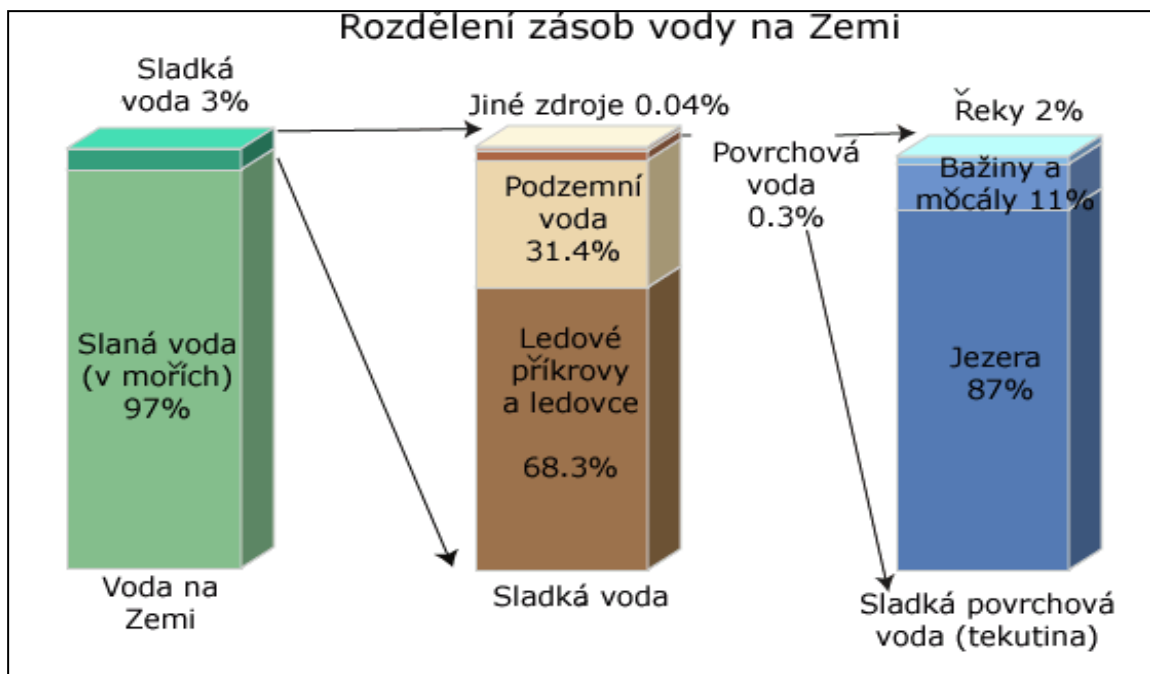 Rozdělení zásob vody na Zemi
Sladká
voda 3%
Slaná voda
(v mořích)
97%
Voda na
Zemi
Jiné zdroje 0.04%
Podzemní
voda
31.4%
Ledové
příkrovy
a ledovce
68.3%
Sladká voda
Povrchová
voda
0.3%
Řeky 2%
Bažiny a
močály 11%
Jezera
87%
Sladká povrchová
voda (tekutina)